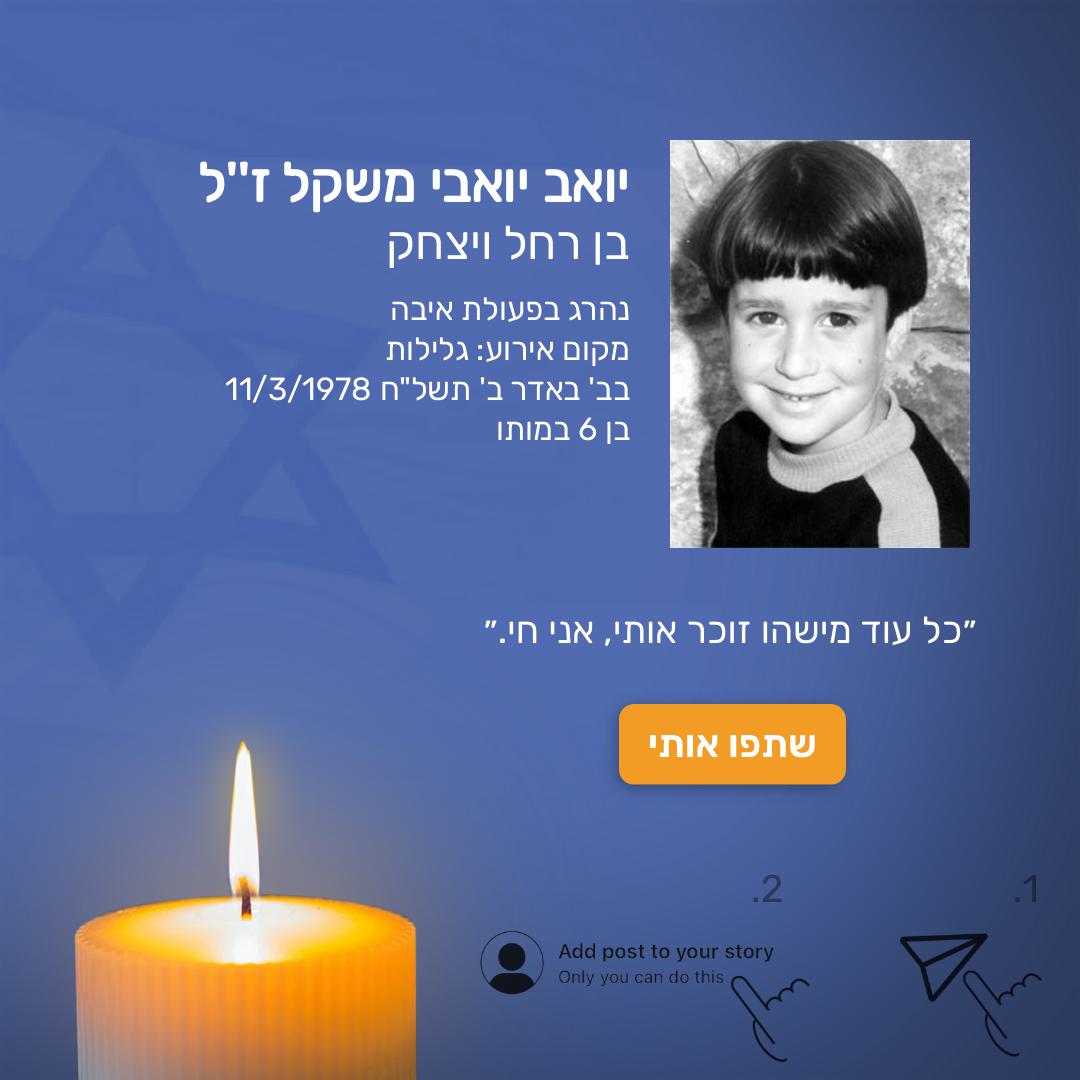 יואב יואבי משקל ז"ל
בן רחל ויצחק
נהרג בפעולת איבה
מקום אירוע: גלילות
בב' באדר ב' תשל"ח 11/3/1978
בן 6 במותו
״כל עוד מישהו זוכר אותי, אני חי.״
שתפו אותי
1.
2.
Add post to your story
Only you can do this